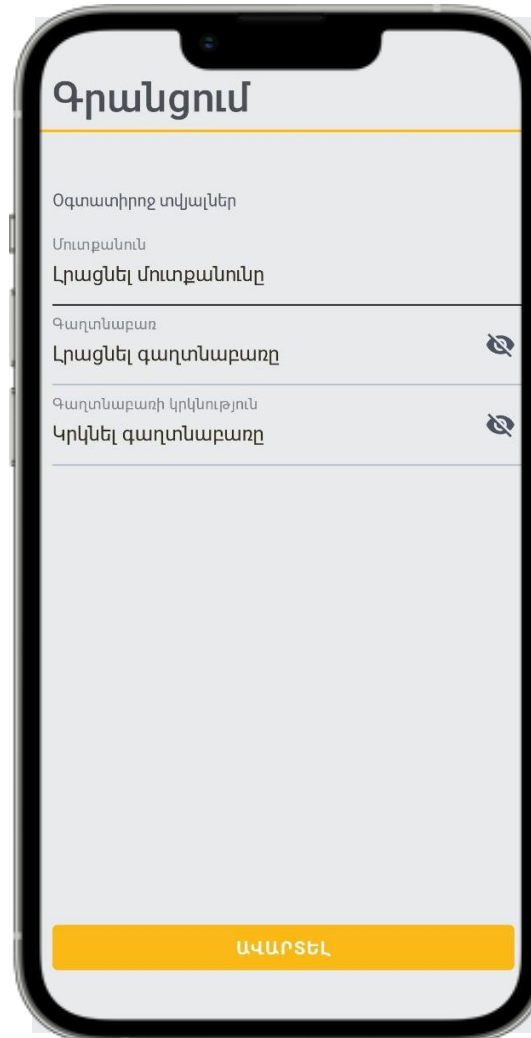 Գրանցում
Օգտատիրոջ տվյալներ
Մուտքանուն
Լրացնել մուտքանունը
Գաղտնաբառ
Լրացնել գաղտնաբառը
Գաղտնաբառի կրկնություն
Կրկնել գաղտնաբառը
ԱՎԱՐՏԵԼ